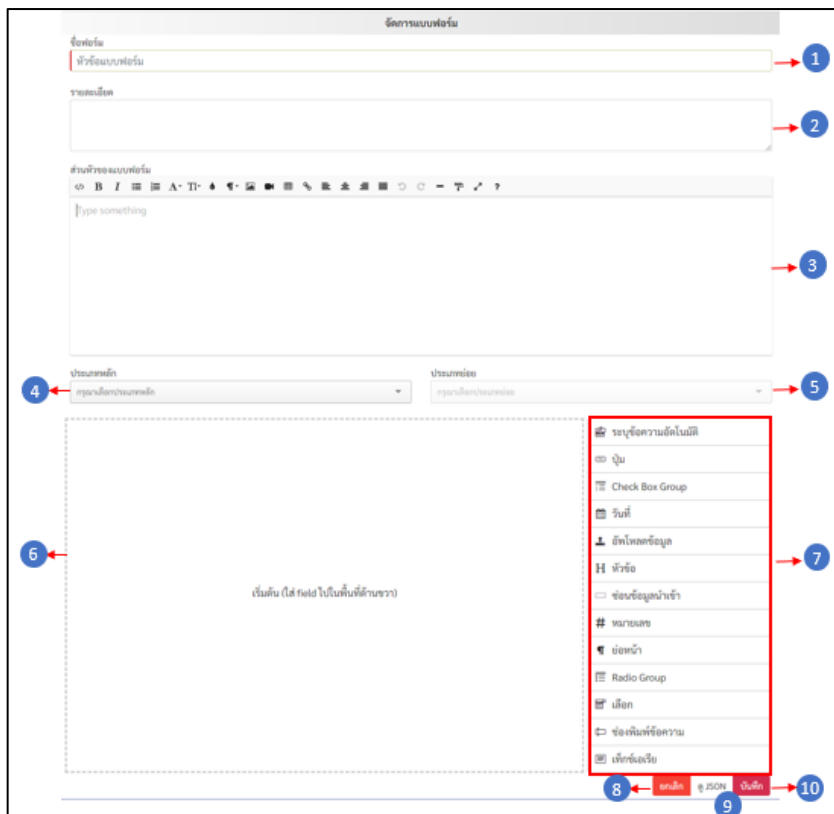 จัดการแบบฟอร์ม
ชื่อฟอร์ม
หัวข้อแบบฟอร์ม
1
รายละเอียด
2
ส่วนหัวของแบบฟอร์ม
Type something
3
ประเภทหลัก ประเภทย่อย
4 กรุณาเลือกประเภทหลัก กรุณาเลือกประเภทย่อย 5
ระบุข้อความอัตโนมัติ
ปุ่ม
Check Box Group
วันที่
อัพโหลดข้อมูล
6 7
หัวข้อ
เริ่มต้น (ใส่ field ไปในพื้นที่ด้านขวา)
ซ่อนข้อมูลนำเข้า
หมายเลข
ย่อหน้า
Radio Group
เลือก
ช่องพิมพ์ข้อความ
เท็กซ์เอเรีย
8 ยกเลิก ดู JSON บันทึก 10
9